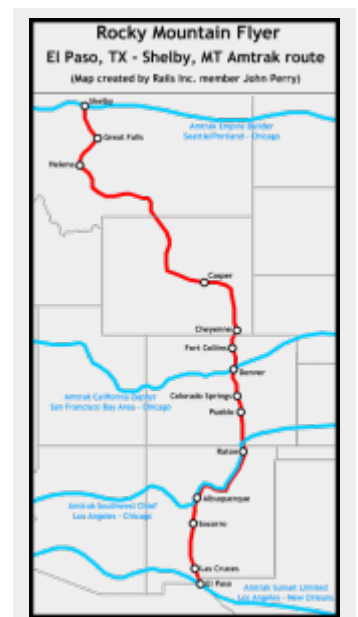 Rocky Mountain Flyer
El Paso, TX - Shelby, MT Amtrak route
(Map created by Rails Inc. member John Perry)
Shelby
Amtrak Empire Builder
Seattle/Portland - Chicago
Great Falls
Helena
Casper
Cheyenne
Fort Collins
Denver
Colorado Springs
Amtrak California Zephyr
San Francisco Bay Area - Chicago
Pueblo
Raton
Albuquerque
Amtrak Southwest Chief
Los Angeles - Chicago
Socorro
Las Cruces
El Paso
Amtrak Sunset Limited
Los Angeles - New Orleans